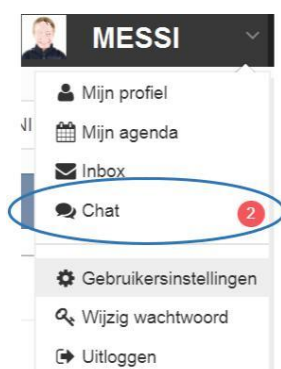 MESSI
Mijn profiel
Mijn agenda
Inbox
Chat 2
Gebruikersinstellingen
Wijzig wachtwoord
Uitloggen